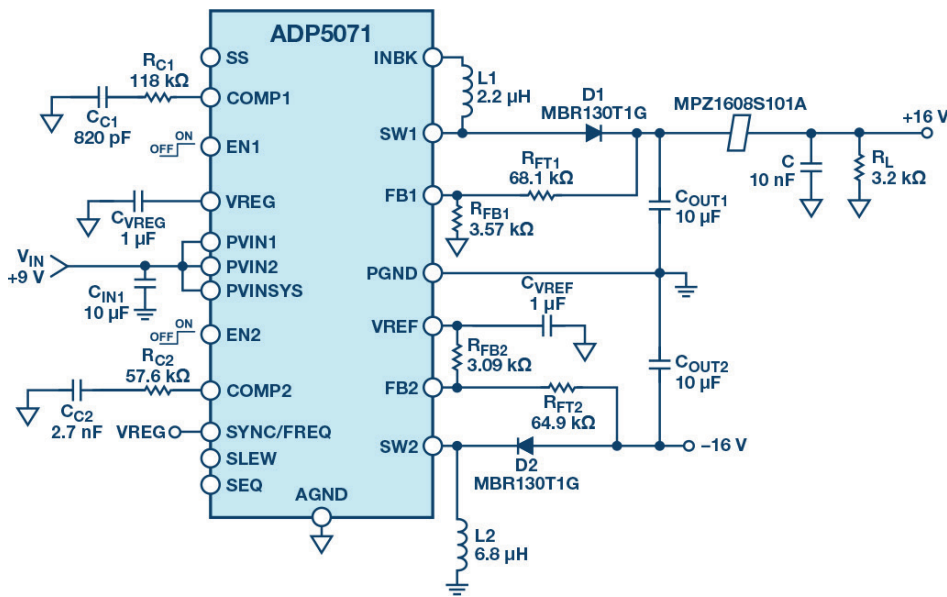 ADP5071
SS
COMP1
EN1
VREG
PVIN1
PVIN2
PVINSYS
EN2
COMP2
SYNC/FREQ
SLEW
SEQ
AGND
INBK
SW1
FB1
PGND
VREF
FB2
SW2
RC1
118 kΩ
CC1
820 pF
ON
OFF
CVREG
1 µF
VIN
+9 V
CIN1
10 µF
ON
OFF
RC2
57.6 kΩ
CC2
2.7 nF
VREG
L1
2.2 µH
D1
MBR130T1G
MPZ1608S101A
+16 V
RFT1
68.1 kΩ
RFB1
3.57 kΩ
COUT1
10 µF
C
10 nF
RL
3.2 kΩ
CVREF
1 µF
RFB2
3.09 kΩ
RFT2
64.9 kΩ
COUT2
10 µF
–16 V
D2
MBR130T1G
L2
6.8 µH